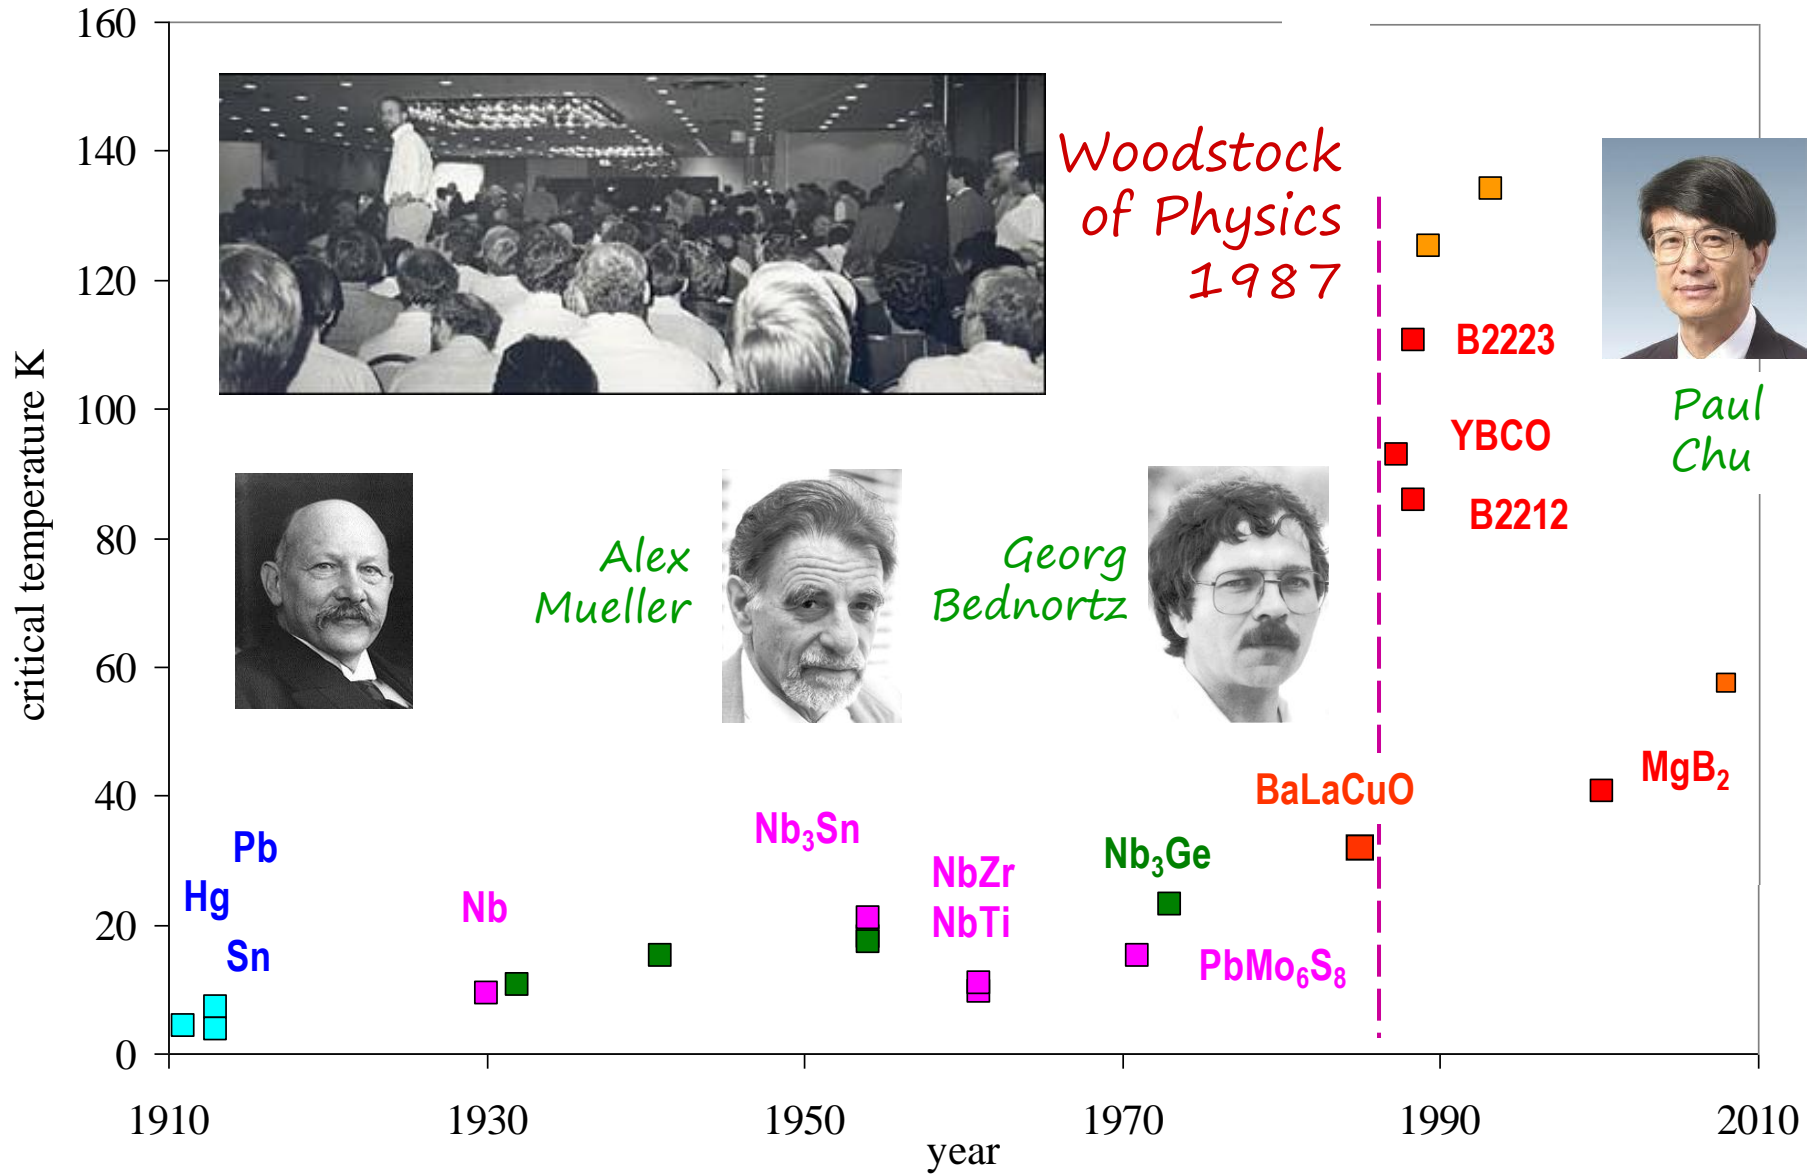 160
140
120
100
80
60
40
20
0
critical temperature K
1910
1930
1950
1970
1990
2010
year
Woodstock
of Physics
1987
Paul
Chu
Alex
Mueller
Georg
Bednortz
B2223
YBCO
B2212
MgB₂
BaLaCuO
Pb
Hg
Sn
Nb
Nb₃Sn
NbZr
NbTi
Nb₃Ge
PbMo₆S₈